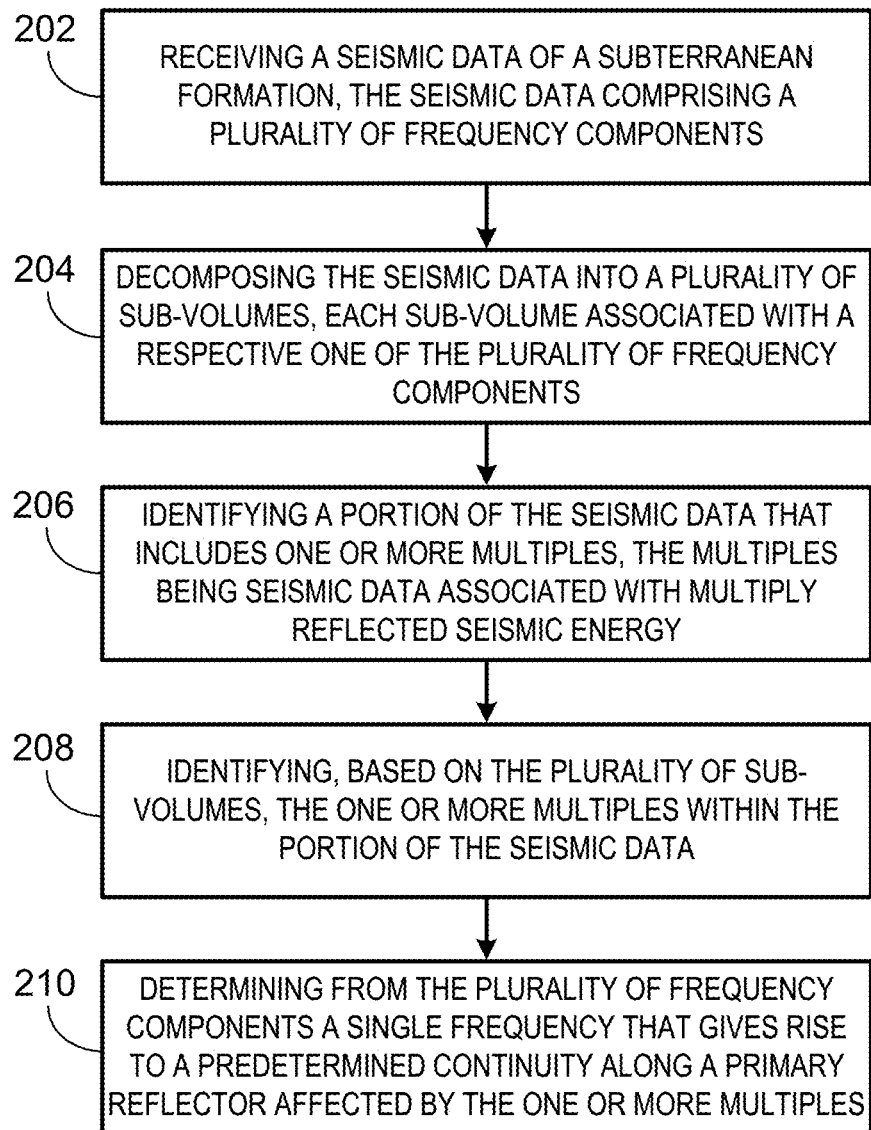 202
RECEIVING A SEISMIC DATA OF A SUBTERRANEAN
FORMATION, THE SEISMIC DATA COMPRISING A
PLURALITY OF FREQUENCY COMPONENTS
204
DECOMPOSING THE SEISMIC DATA INTO A PLURALITY OF
SUB-VOLUMES, EACH SUB-VOLUME ASSOCIATED WITH A
RESPECTIVE ONE OF THE PLURALITY OF FREQUENCY
COMPONENTS
206
IDENTIFYING A PORTION OF THE SEISMIC DATA THAT
INCLUDES ONE OR MORE MULTIPLES, THE MULTIPLES
BEING SEISMIC DATA ASSOCIATED WITH MULTIPLY
REFLECTED SEISMIC ENERGY
208
IDENTIFYING, BASED ON THE PLURALITY OF SUB-
VOLUMES, THE ONE OR MORE MULTIPLES WITHIN THE
PORTION OF THE SEISMIC DATA
210
DETERMINING FROM THE PLURALITY OF FREQUENCY
COMPONENTS A SINGLE FREQUENCY THAT GIVES RISE
TO A PREDETERMINED CONTINUITY ALONG A PRIMARY
REFLECTOR AFFECTED BY THE ONE OR MORE MULTIPLES